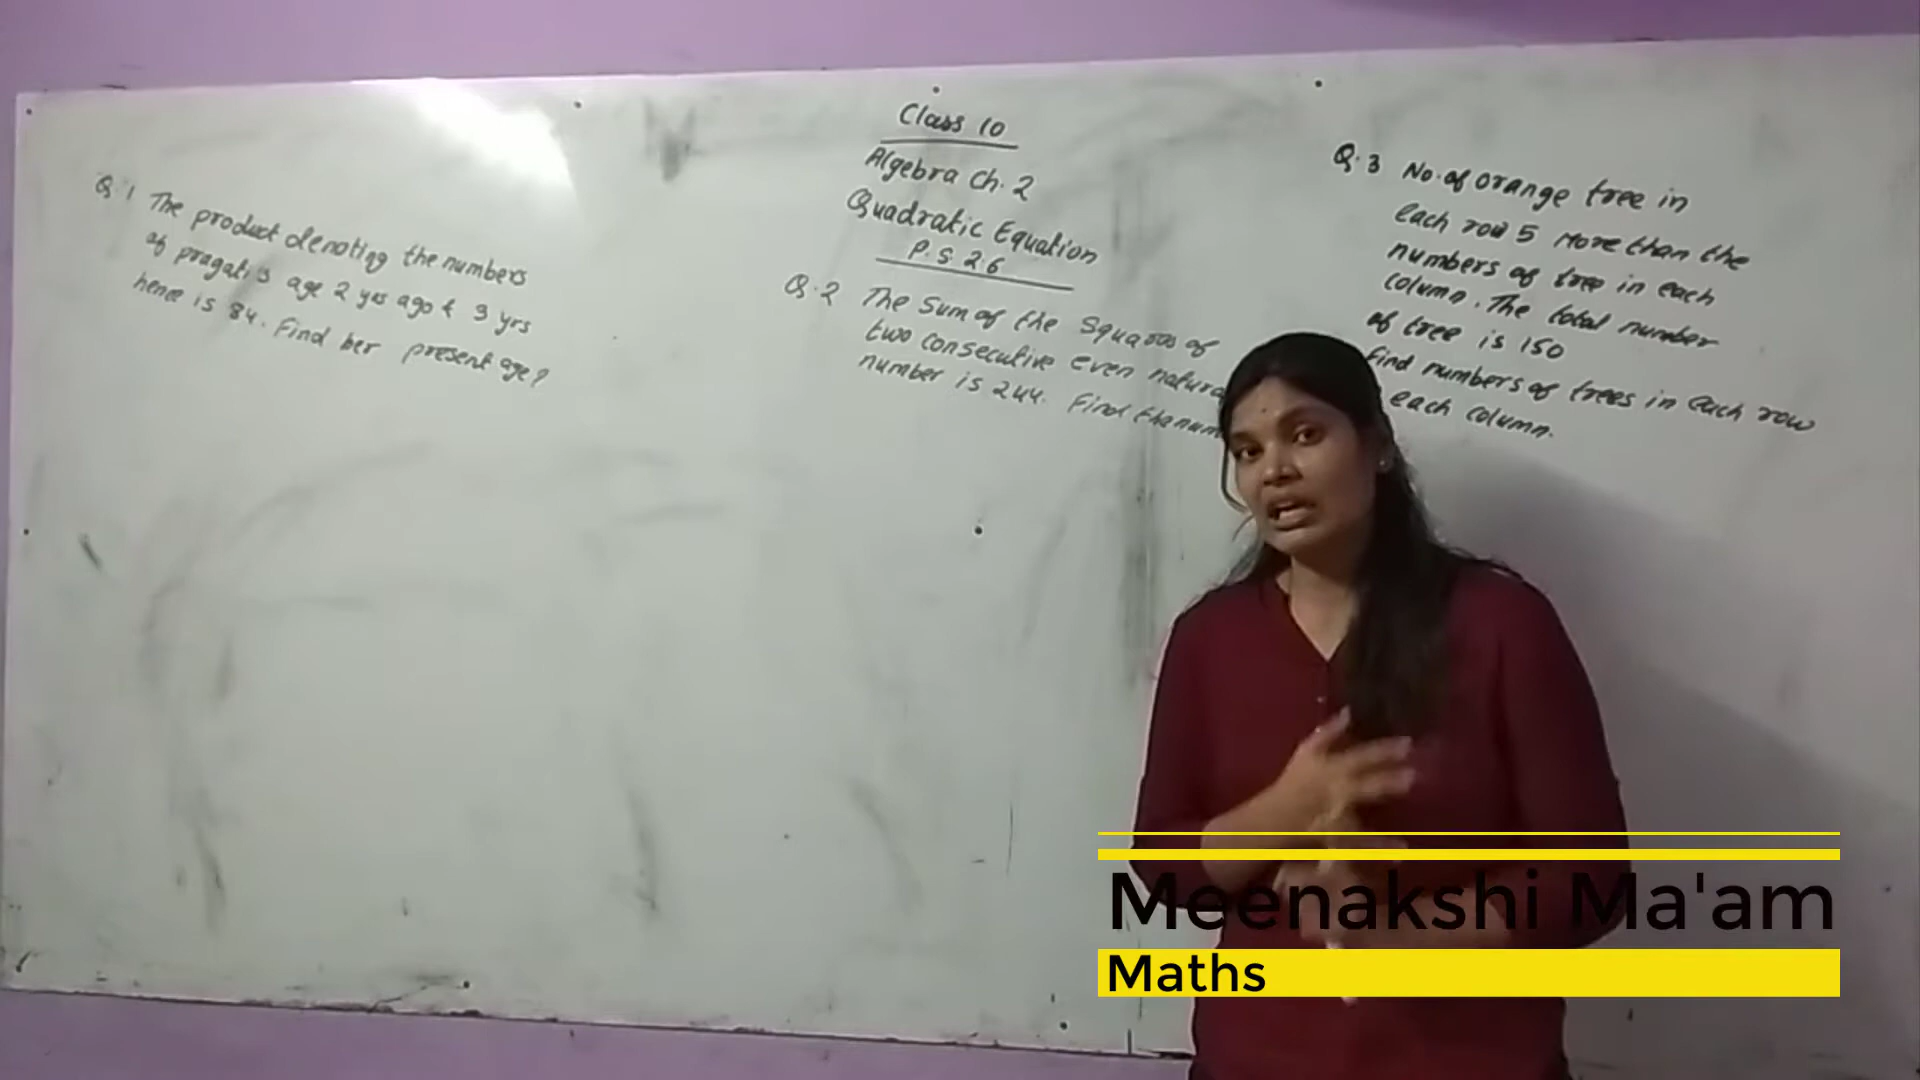 Class 10
Algebra Ch. 2
Quadratic Equation
P. S. 2.6
Q. 1 The product denoting the numbers
of pragati's age 2 yrs ago & 3 yrs
hence is 84. Find her present age?
Q. 2 The Sum of the Squares of
two consecutive even natura
number is 244. Find the num
Q. 3 No. of orange tree in
each row 5 More than the
numbers of tree in each
column. The total number
of tree is 150
find numbers of trees in each row
each column.
Meenakshi Ma'am
Maths